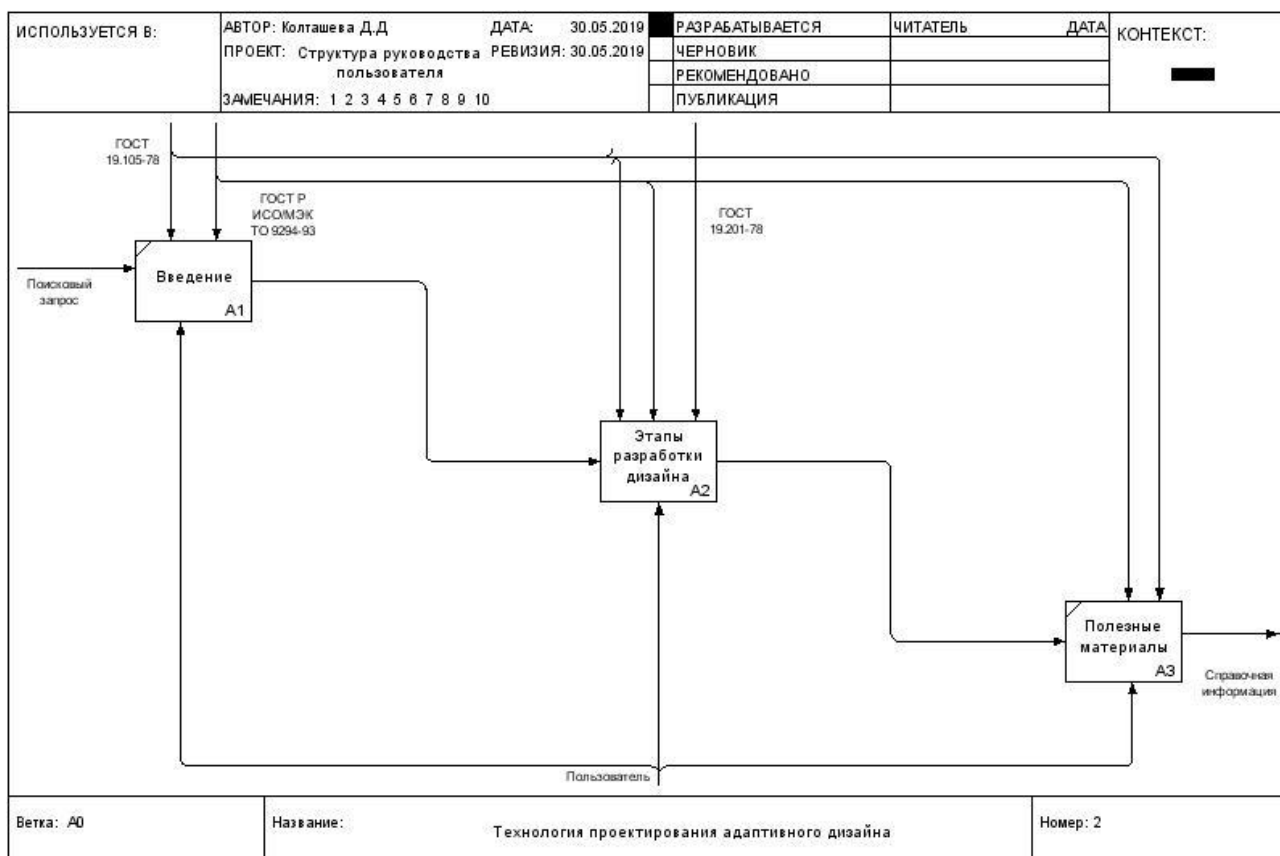 ИСПОЛЬЗУЕТСЯ В:
АВТОР: Колташева Д.Д
ДАТА: 30.05.2019
ПРОЕКТ: Структура руководства
пользователя
РЕВИЗИЯ: 30.05.2019
ЗАМЕЧАНИЯ: 1 2 3 4 5 6 7 8 9 10
РАЗРАБАТЫВАЕТСЯ
ЧЕРНОВИК
РЕКОМЕНДОВАНО
ПУБЛИКАЦИЯ
ЧИТАТЕЛЬ
ДАТА
КОНТЕКСТ:
ГОСТ
19.105-78
ГОСТ Р
ИСО/МЭК
ТО 9294-93
ГОСТ
19.201-78
Поисковый
запрос
Введение
A1
Этапы
разработки
дизайна
A2
Полезные
материалы
A3
Справочная
информация
Пользователь
Ветка: A0
Название:
Технология проектирования адаптивного дизайна
Номер: 2